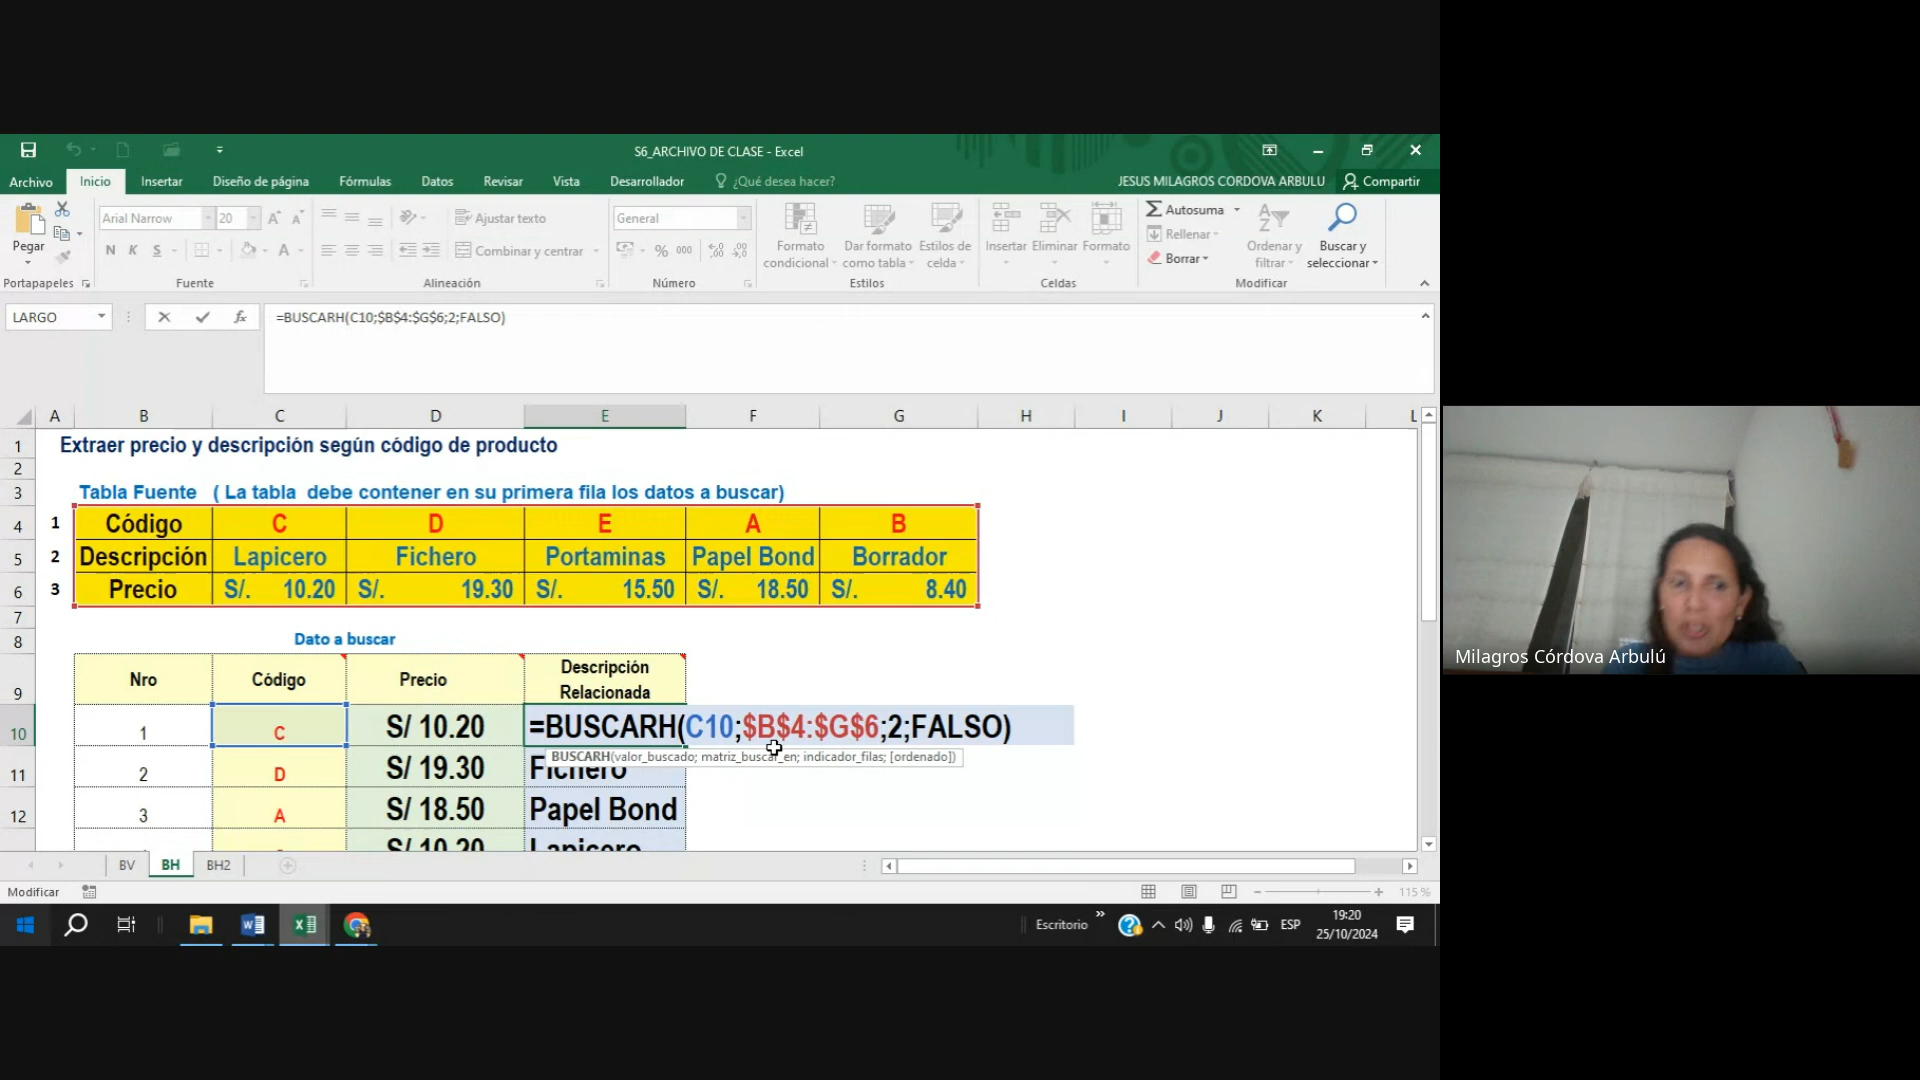 S6_ARCHIVO DE CLASE - Excel
Archivo Inicio Insertar Diseño de página Fórmulas Datos Revisar Vista Desarrollador ¿Qué desea hacer? JESUS MILAGROS CORDOVA ARBULU Compartir
Pegar
Portapapeles
Arial Narrow 20
N K S
Fuente
Ajustar texto
Combinar y centrar
Alineación
General
% 000
Número
Formato condicional
Dar formato como tabla
Estilos de celda
Estilos
Insertar Eliminar Formato
Celdas
Autosuma
Rellenar
Borrar
Ordenar y filtrar
Buscar y seleccionar
Modificar
LARGO fx =BUSCARH(C10;$B$4:$G$6;2;FALSO)
A B C D E F G H I J K L
1 Extraer precio y descripción según código de producto
2
3 Tabla Fuente ( La tabla debe contener en su primera fila los datos a buscar)
4 1 Código C D E A B
5 2 Descripción Lapicero Fichero Portaminas Papel Bond Borrador
6 3 Precio S/. 10.20 S/. 19.30 S/. 15.50 S/. 18.50 S/. 8.40
7
8 Dato a buscar
9 Nro Código Precio Descripción Relacionada
10 1 C S/ 10.20 =BUSCARH(C10;$B$4:$G$6;2;FALSO)
BUSCARH(valor_buscado; matriz_buscar_en; indicador_filas; [ordenado])
11 2 D S/ 19.30 Fichero
12 3 A S/ 18.50 Papel Bond
S/ 10.20 Lapicero
BV BH BH2
Modificar 115 %
Escritorio ESP 19:20
25/10/2024
Milagros Córdova Arbulú